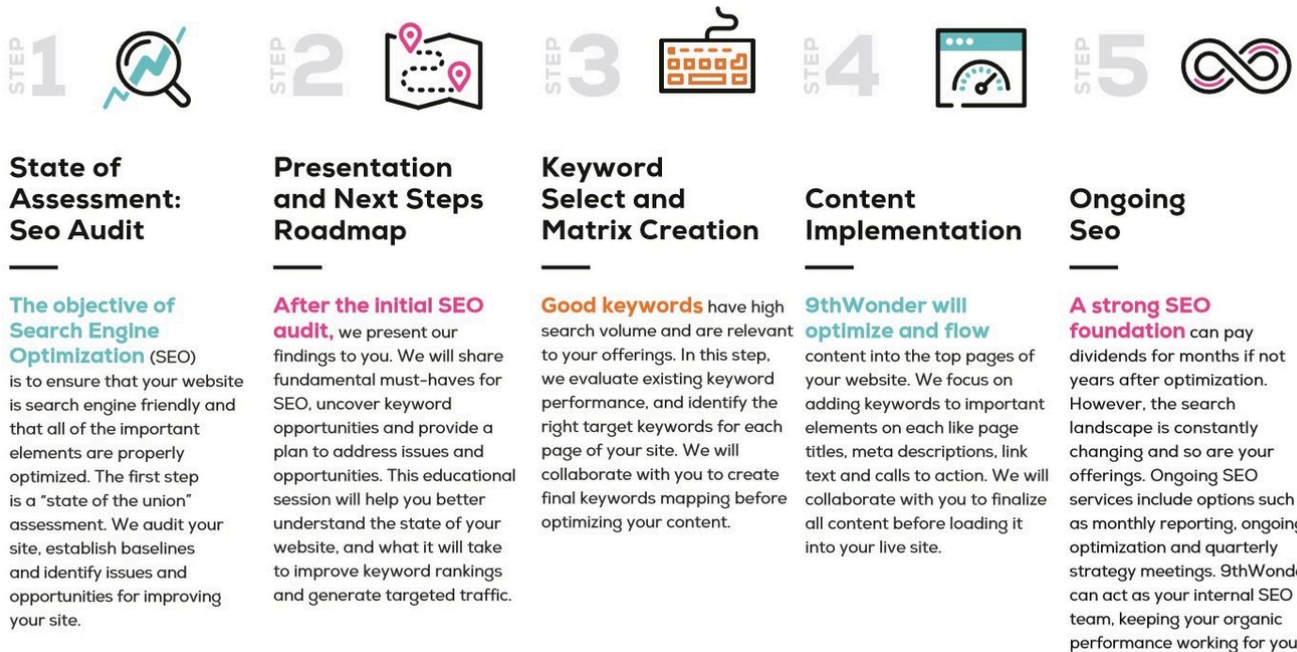 STEP 1
State of
Assessment:
Seo Audit
The objective of
Search Engine
Optimization (SEO)
is to ensure that your website
is search engine friendly and
that all of the important
elements are properly
optimized. The first step
is a “state of the union”
assessment. We audit your
site, establish baselines
and identify issues and
opportunities for improving
your site.
STEP 2
Presentation
and Next Steps
Roadmap
After the initial SEO
audit, we present our
findings to you. We will share
fundamental must-haves for
SEO, uncover keyword
opportunities and provide a
plan to address issues and
opportunities. This educational
session will help you better
understand the state of your
website, and what it will take
to improve keyword rankings
and generate targeted traffic.
STEP 3
Keyword
Select and
Matrix Creation
Good keywords have high
search volume and are relevant
to your offerings. In this step,
we evaluate existing keyword
performance, and identify the
right target keywords for each
page of your site. We will
collaborate with you to create
final keywords mapping before
optimizing your content.
STEP 4
Content
Implementation
9thWonder will
optimize and flow
content into the top pages of
your website. We focus on
adding keywords to important
elements on each like page
titles, meta descriptions, link
text and calls to action. We will
collaborate with you to finalize
all content before loading it
into your live site.
STEP 5
Ongoing
Seo
A strong SEO
foundation can pay
dividends for months if not
years after optimization.
However, the search
landscape is constantly
changing and so are your
offerings. Ongoing SEO
services include options such
as monthly reporting, ongoing
optimization and quarterly
strategy meetings. 9thWonde
can act as your internal SEO
team, keeping your organic
performance working for you